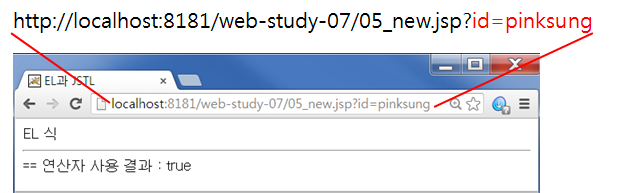 http://localhost:8181/web-study-07/05_new.jsp?id=pinksung
EL과 JSTL
localhost:8181/web-study-07/05_new.jsp?id=pinksung
EL 식
== 연산자 사용 결과 : true